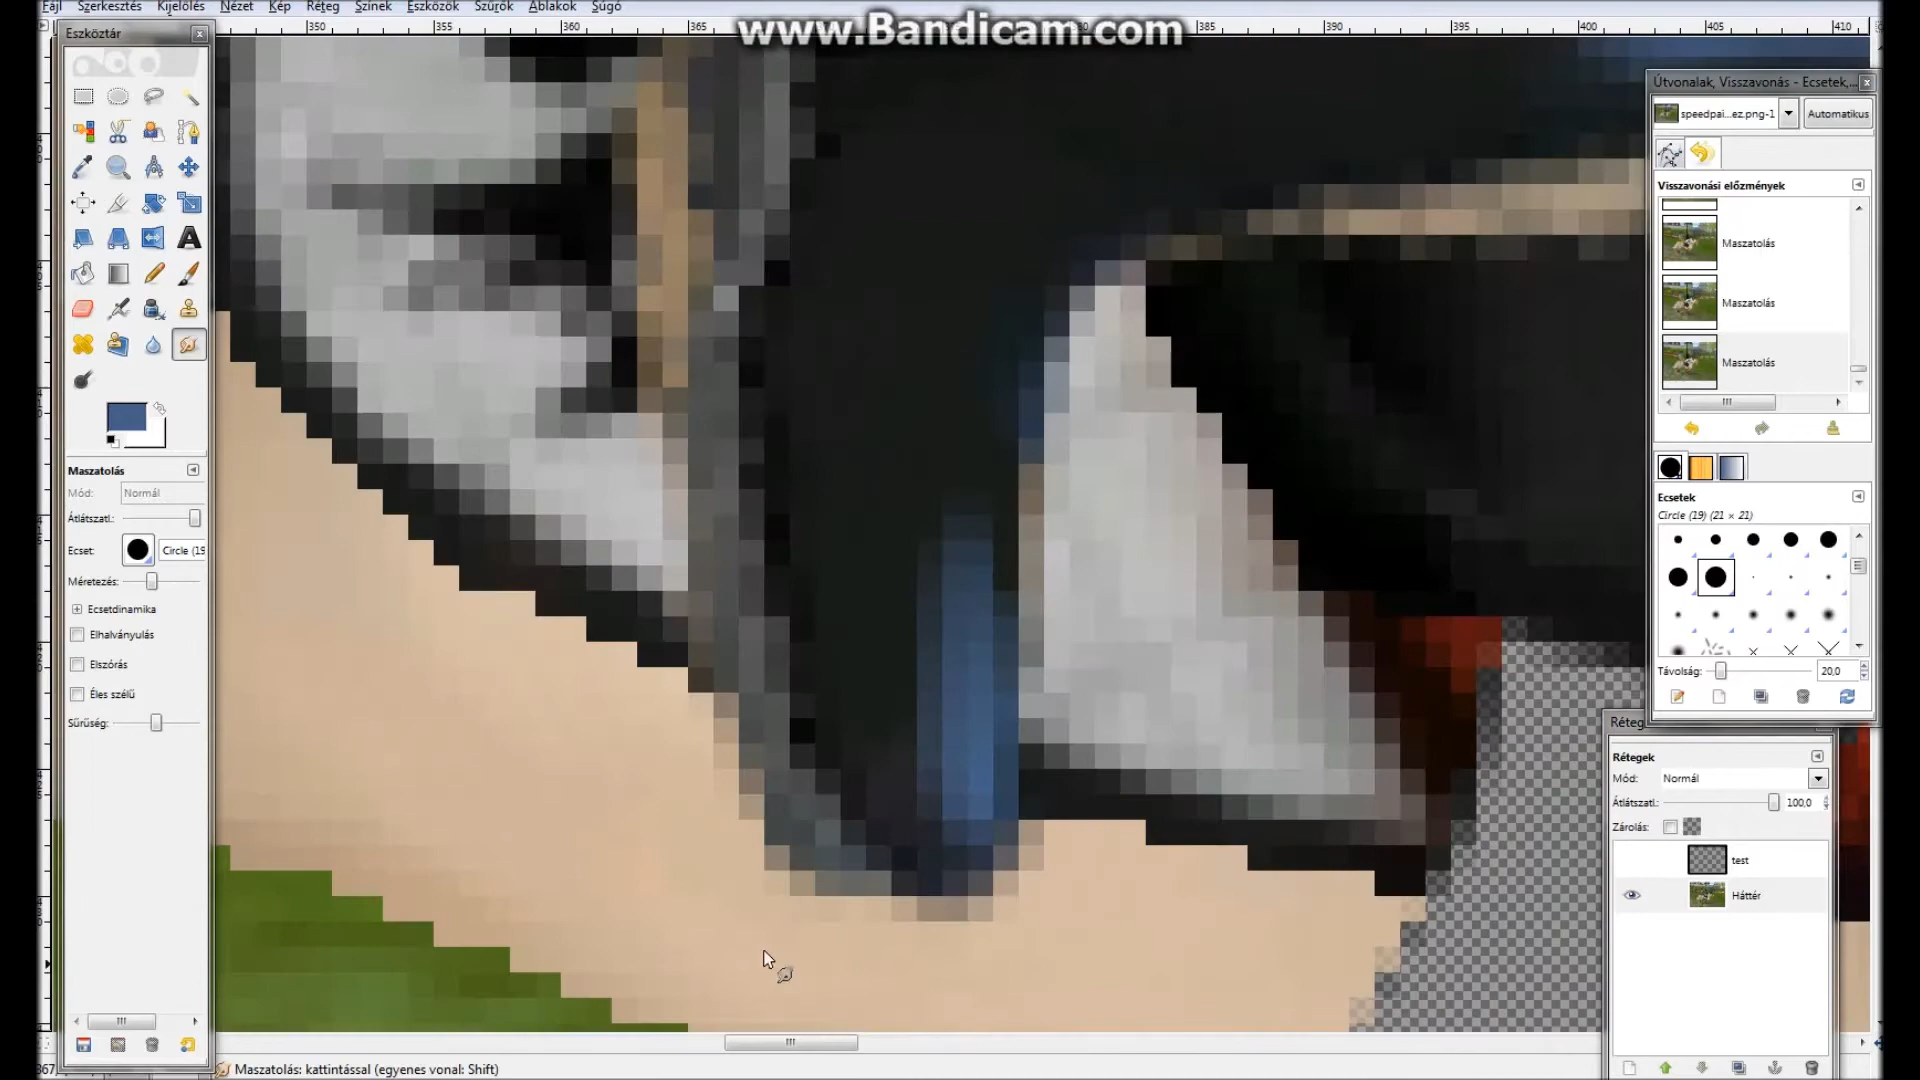 Fájl Szerkesztés Kijelölés Nézet Kép Réteg Színek Eszközök Szűrők Ablakok Súgó
www.Bandicam.com
350 355 360 365 385 390 395 400 405 410
Eszköztár
Maszatolás
Mód: Normál
Átlátszatl.:
Ecset: Circle (19
Méretezés:
Ecsetdinamika
Elhalványulás
Elszórás
Éles szélű
Sűrűség:
Maszatolás: kattintással (egyenes vonal: Shift)
Útvonalak, Visszavonás - Ecsetek,...
speedpai...ez.png-1 Automatikus
Visszavonási előzmények
Maszatolás
Maszatolás
Maszatolás
Ecsetek
Circle (19) (21 × 21)
Távolság: 20,0
Réteg
Rétegek
Mód: Normál
Átlátszatl.: 100,0
Zárolás:
test
Háttér